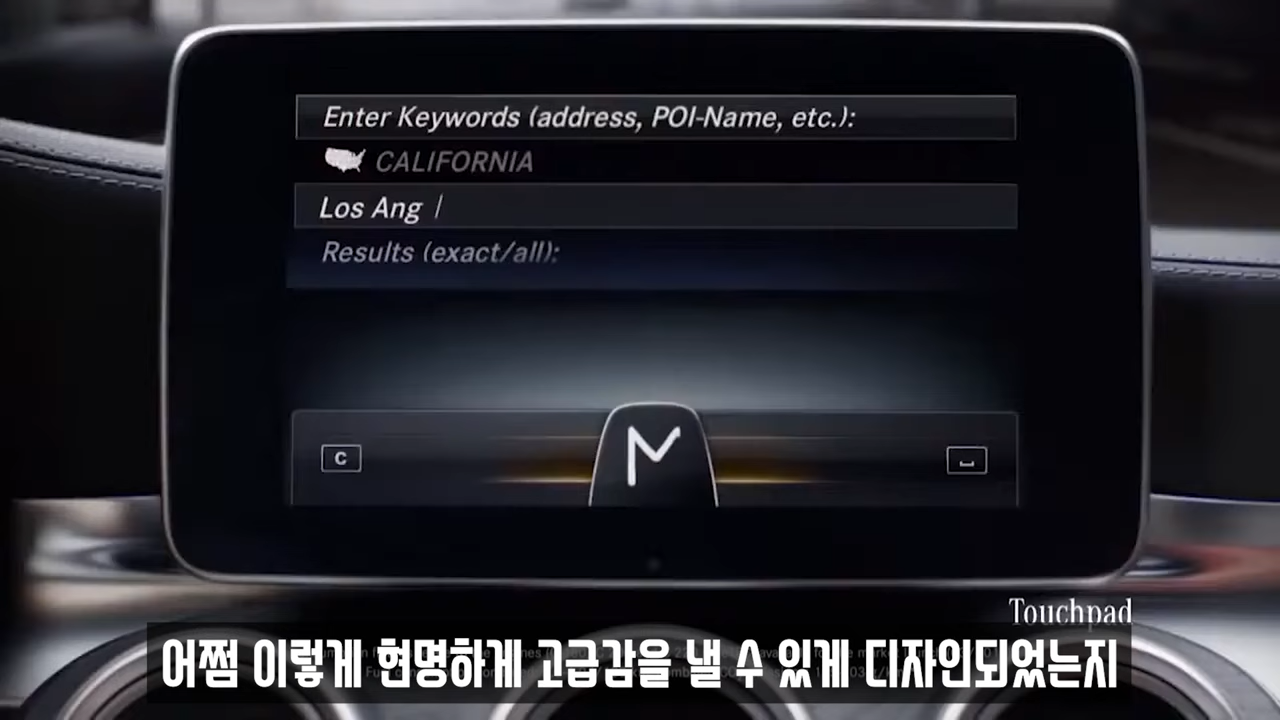 Enter Keywords (address, POI-Name, etc.):
CALIFORNIA
Los Ang
Results (exact/all):
C
Touchpad
어쩜 이렇게 현명하게 고급감을 낼 수 있게 디자인되었는지